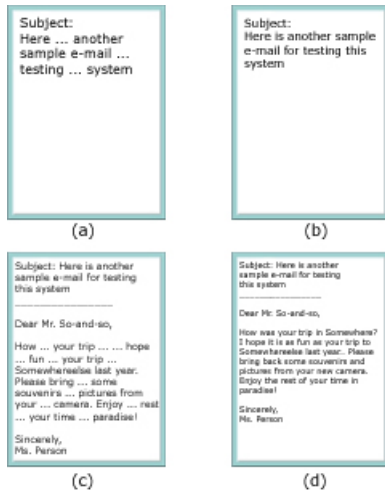 Subject:
Here ... another
sample e-mail ...
testing ... system
(a)
Subject:
Here is another sample
e-mail for testing this
system
(b)
Subject: Here is another
sample e-mail for testing
this system
Dear Mr. So-and-so,
How ... your trip ... ... hope
... fun ... your trip ...
Somewhereelse last year.
Please bring ... some
souvenirs ... pictures from
your ... camera. Enjoy ... rest
... your time ... paradise!
Sincerely,
Ms. Person
(c)
Subject: Here is another
sample e-mail for testing
this system
Dear Mr. So-and-so,
How was your trip in Somewhere?
I hope it is as fun as your trip to
Somewhereelse last year.. Please
bring back some souvenirs and
pictures from your new camera.
Enjoy the rest of your time in
paradise!
Sincerely,
Ms. Person
(d)